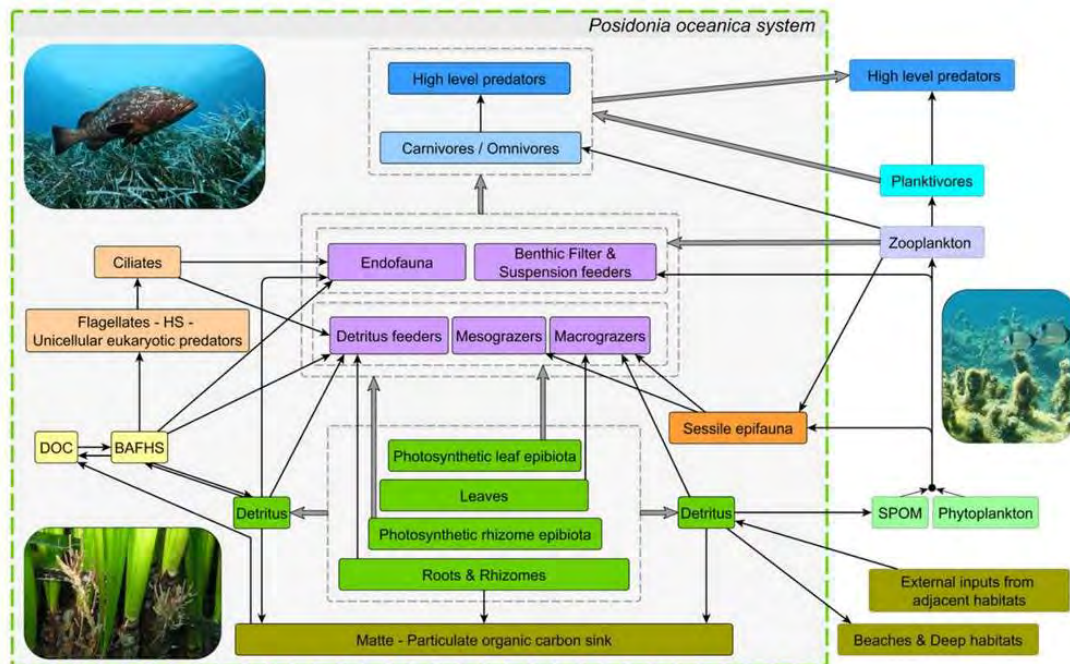 Posidonia oceanica system
High level predators
High level predators
Carnivores / Omnivores
Planktivores
Zooplankton
Ciliates
Endofauna
Benthic Filter &
Suspension feeders
Flagellates - HS -
Unicellular eukaryotic predators
Detritus feeders
Mesograzers
Macrograzers
Sessile epifauna
DOC
BAFHS
Photosynthetic leaf epibiota
Leaves
Detritus
Detritus
SPOM
Phytoplankton
Photosynthetic rhizome epibiota
Roots & Rhizomes
External inputs from
adjacent habitats
Matte - Particulate organic carbon sink
Beaches & Deep habitats